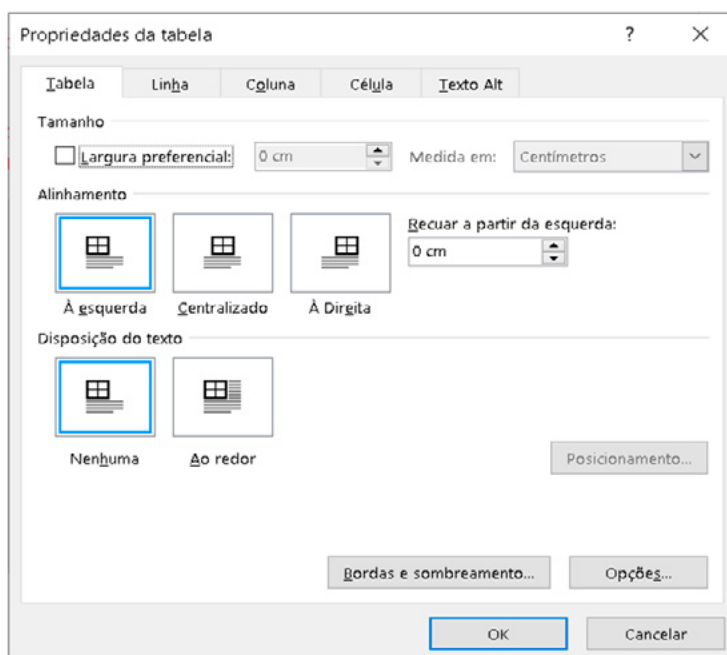 Propriedades da tabela ? ×
Tabela Linha Coluna Célula Texto Alt
Tamanho
Largura preferencial: 0 cm Medida em: Centímetros
Alinhamento
Recuar a partir da esquerda:
0 cm
À esquerda Centralizado À Direita
Disposição do texto
Nenhuma Ao redor
Posicionamento...
Bordas e sombreamento... Opções...
OK Cancelar